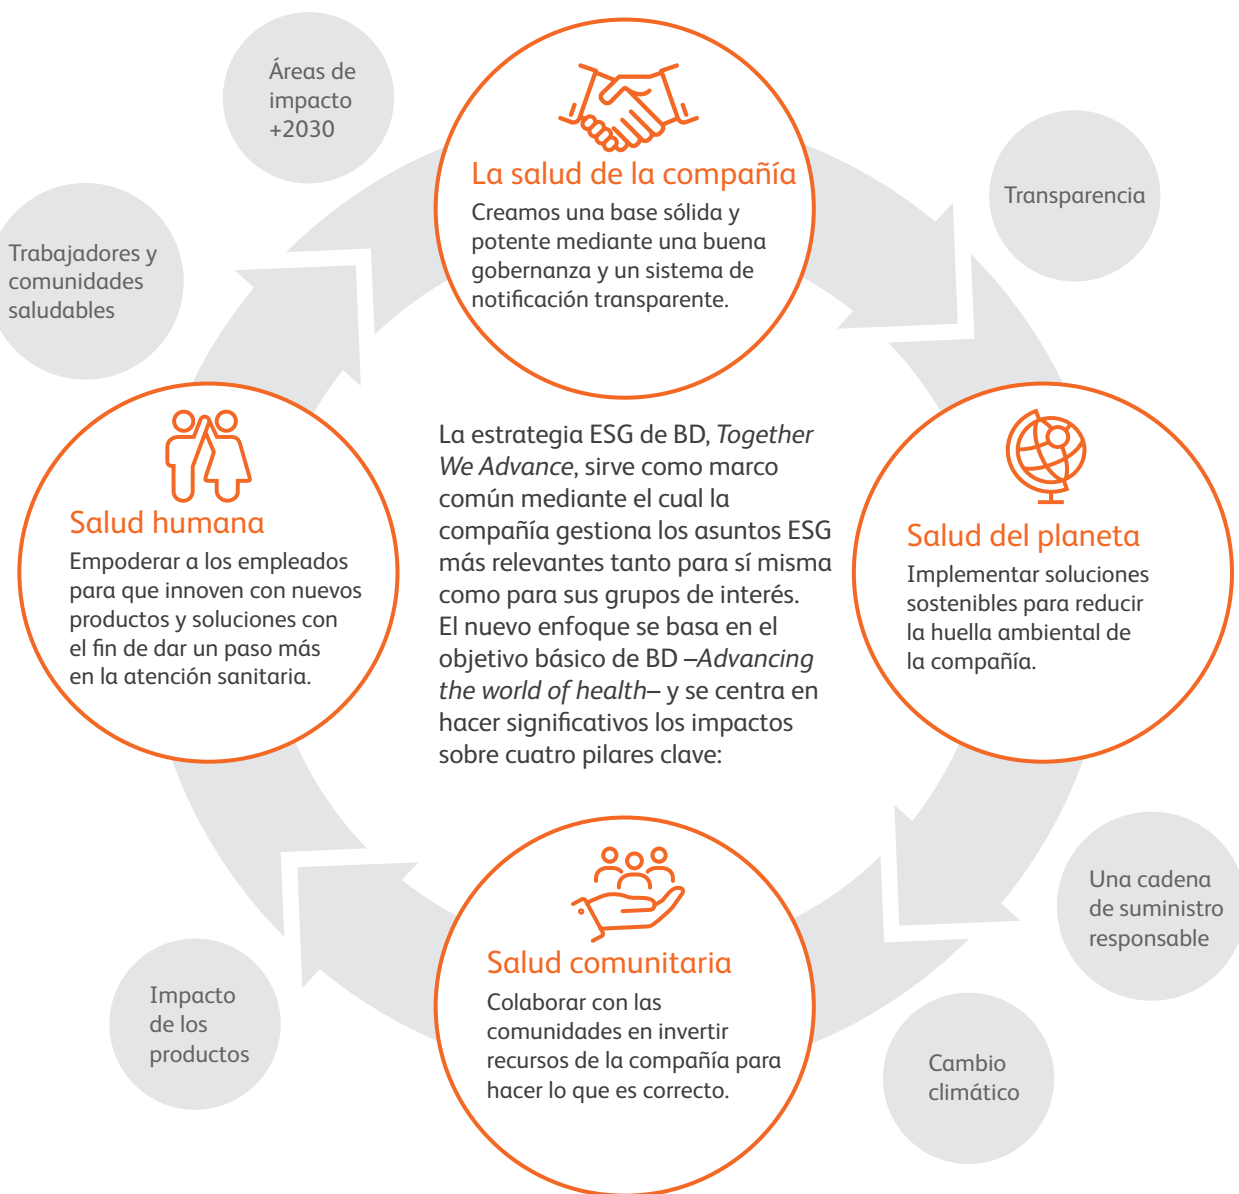 Áreas de
impacto
+2030
La salud de la compañía
Creamos una base sólida y
potente mediante una buena
gobernanza y un sistema de
notificación transparente.
Transparencia
Trabajadores y
comunidades
saludables
Salud humana
Empoderar a los empleados
para que innoven con nuevos
productos y soluciones con
el fin de dar un paso más
en la atención sanitaria.
La estrategia ESG de BD, Together
We Advance, sirve como marco
común mediante el cual la
compañía gestiona los asuntos ESG
más relevantes tanto para sí misma
como para sus grupos de interés.
El nuevo enfoque se basa en el
objetivo básico de BD –Advancing
the world of health– y se centra en
hacer significativos los impactos
sobre cuatro pilares clave:
Salud del planeta
Implementar soluciones
sostenibles para reducir
la huella ambiental de
la compañía.
Una cadena
de suministro
responsable
Salud comunitaria
Colaborar con las
comunidades en invertir
recursos de la compañía para
hacer lo que es correcto.
Impacto
de los
productos
Cambio
climático